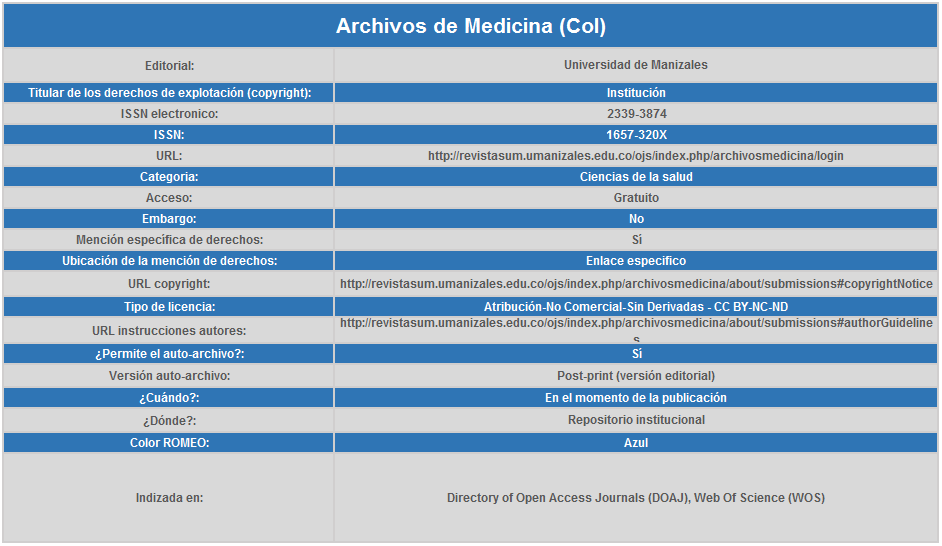 Archivos de Medicina (Col)
Editorial: Universidad de Manizales
Titular de los derechos de explotación (copyright): Institución
ISSN electronico: 2339-3874
ISSN: 1657-320X
URL: http://revistasum.umanizales.edu.co/ojs/index.php/archivosmedicina/login
Categoria: Ciencias de la salud
Acceso: Gratuito
Embargo: No
Mención específica de derechos: Sí
Ubicación de la mención de derechos: Enlace especifico
URL copyright: http://revistasum.umanizales.edu.co/ojs/index.php/archivosmedicina/about/submissions#copyrightNotice
Tipo de licencia: Atribución-No Comercial-Sin Derivadas - CC BY-NC-ND
URL instrucciones autores: http://revistasum.umanizales.edu.co/ojs/index.php/archivosmedicina/about/submissions#authorGuideline
s
¿Permite el auto-archivo?: Sì
Versión auto-archivo: Post-print (versión editorial)
¿Cuándo?: En el momento de la publicación
¿Dónde?: Repositorio institucional
Color ROMEO: Azul
Indizada en: Directory of Open Access Journals (DOAJ), Web Of Science (WOS)